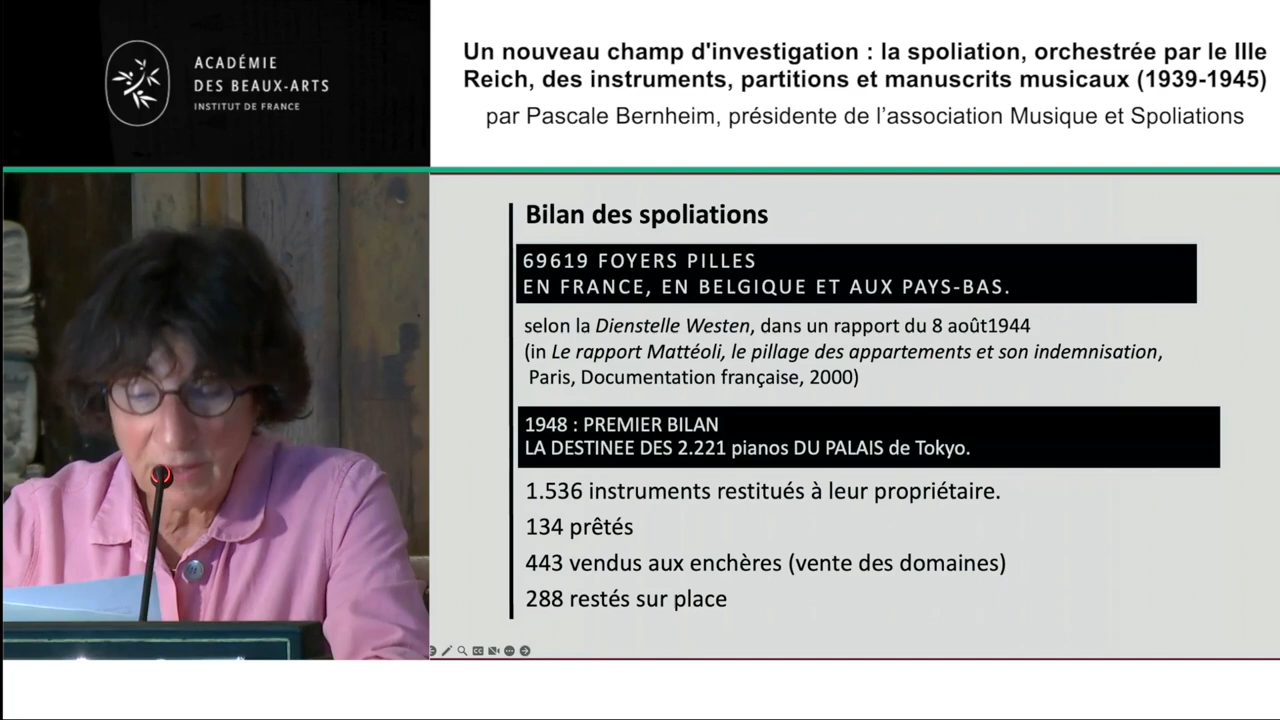 ACADÉMIE
DES BEAUX-ARTS
INSTITUT DE FRANCE
Un nouveau champ d'investigation : la spoliation, orchestrée par le IIIe
Reich, des instruments, partitions et manuscrits musicaux (1939-1945)
par Pascale Bernheim, présidente de l'association Musique et Spoliations
Bilan des spoliations
69619 FOYERS PILLES
EN FRANCE, EN BELGIQUE ET AUX PAYS-BAS.
selon la Dienstelle Westen, dans un rapport du 8 août1944
(in Le rapport Mattéoli, le pillage des appartements et son indemnisation,
Paris, Documentation française, 2000)
1948 : PREMIER BILAN
LA DESTINEE DES 2.221 pianos DU PALAIS de Tokyo.
1.536 instruments restitués à leur propriétaire.
134 prêtés
443 vendus aux enchères (vente des domaines)
288 restés sur place